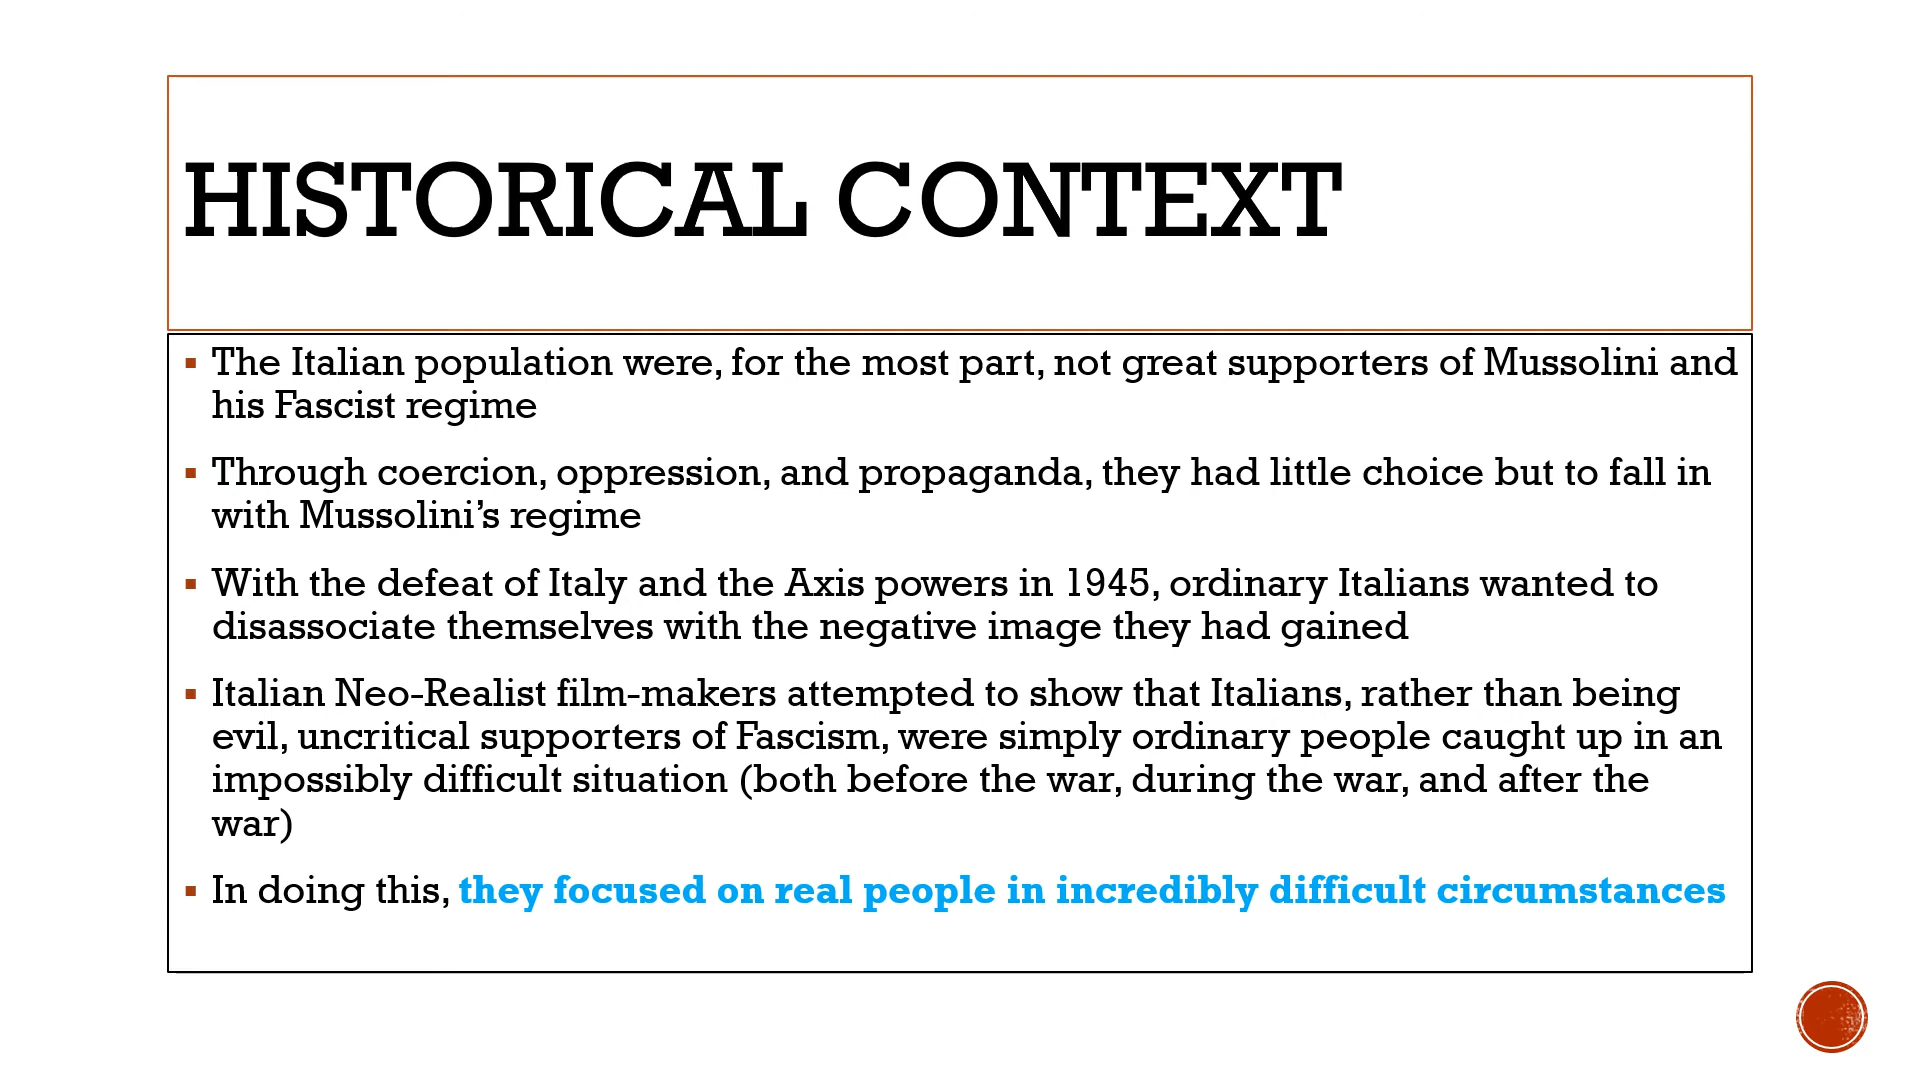 HISTORICAL CONTEXT
▪ The Italian population were, for the most part, not great supporters of Mussolini and
his Fascist regime
▪ Through coercion, oppression, and propaganda, they had little choice but to fall in
with Mussolini’s regime
▪ With the defeat of Italy and the Axis powers in 1945, ordinary Italians wanted to
disassociate themselves with the negative image they had gained
▪ Italian Neo-Realist film-makers attempted to show that Italians, rather than being
evil, uncritical supporters of Fascism, were simply ordinary people caught up in an
impossibly difficult situation (both before the war, during the war, and after the
war)
▪ In doing this, they focused on real people in incredibly difficult circumstances